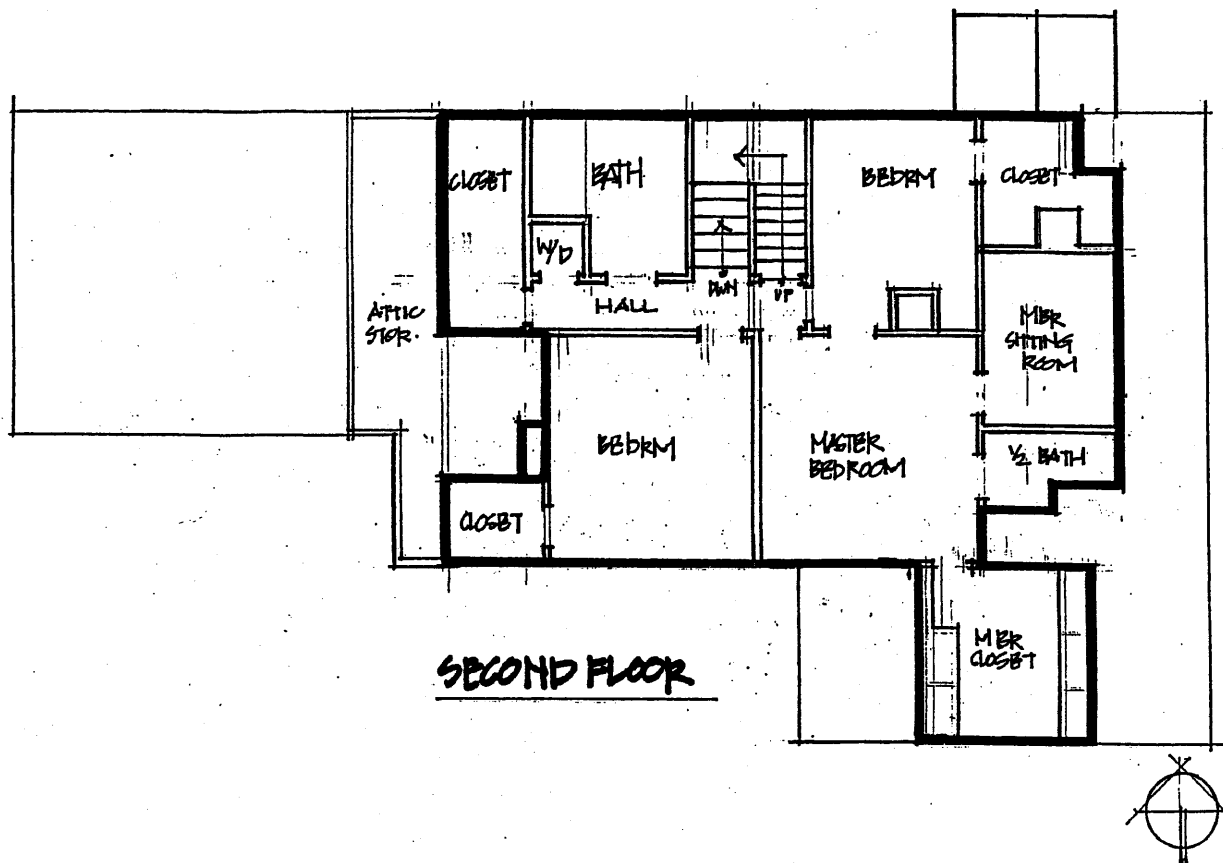 CLOSET
BATH
BEDRM
CLOSET
W/D
DWN
UP
HALL
ATTIC
STOR.
MBR
SITTING
ROOM
BEDRM
MASTER
BEDROOM
1/2 BATH
CLOSET
SECOND FLOOR
MBR
CLOSET